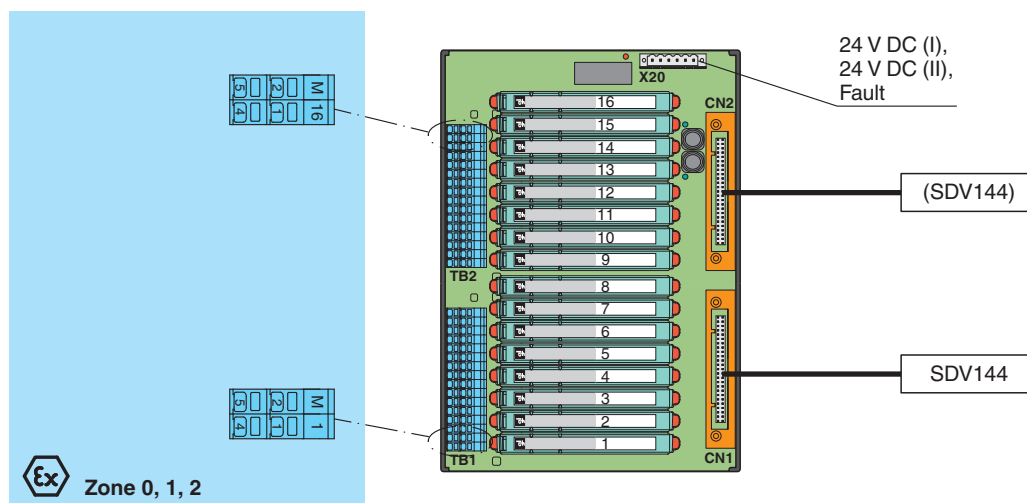 24 V DC (I),
24 V DC (II),
Fault
X20
CN2
5 2 M
4 1 16
16
15
14
13
12
11
10
9
(SDV144)
TB2
8
7
6
5
4
3
2
1
SDV144
5 2 M
4 1 1
TB1
CN1
Ex
Zone 0, 1, 2